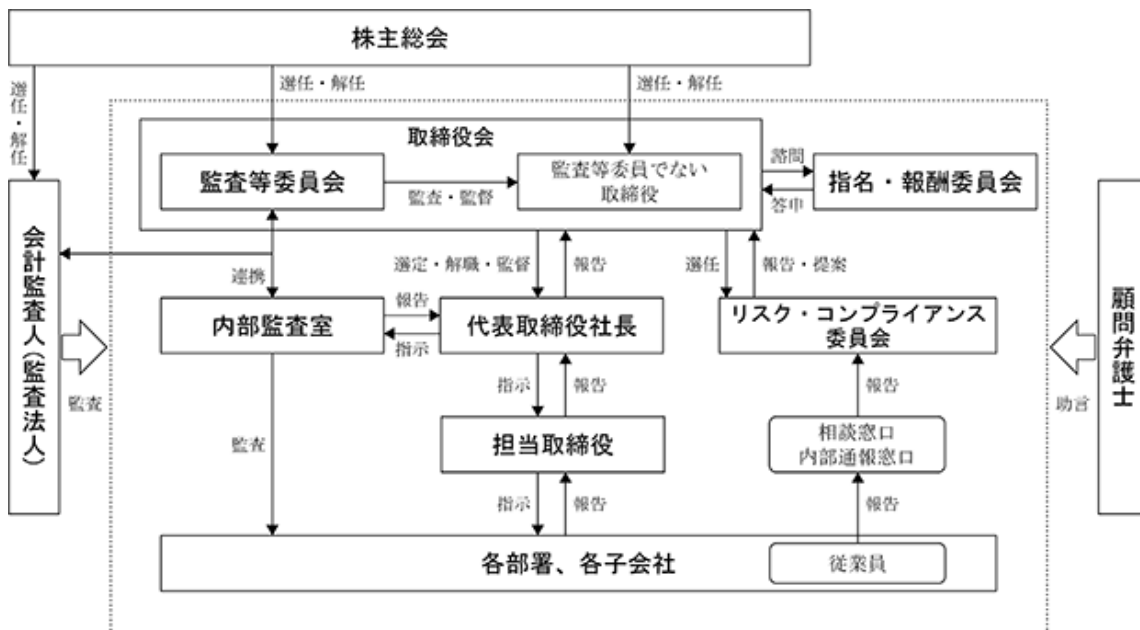 株主総会
選任・解任
選任・解任
選任・解任
取締役会
監査等委員会
監査・監督
監査等委員でない
取締役
諮問
答申
指名・報酬委員会
会計監査人(監査法人)
監査
連携
選定・解職・監督
報告
選任
報告・提案
内部監査室
報告
指示
代表取締役社長
リスク・コンプライアンス
委員会
顧問弁護士
助言
指示
報告
報告
監査
担当取締役
相談窓口
内部通報窓口
指示
報告
報告
各部署、各子会社
従業員